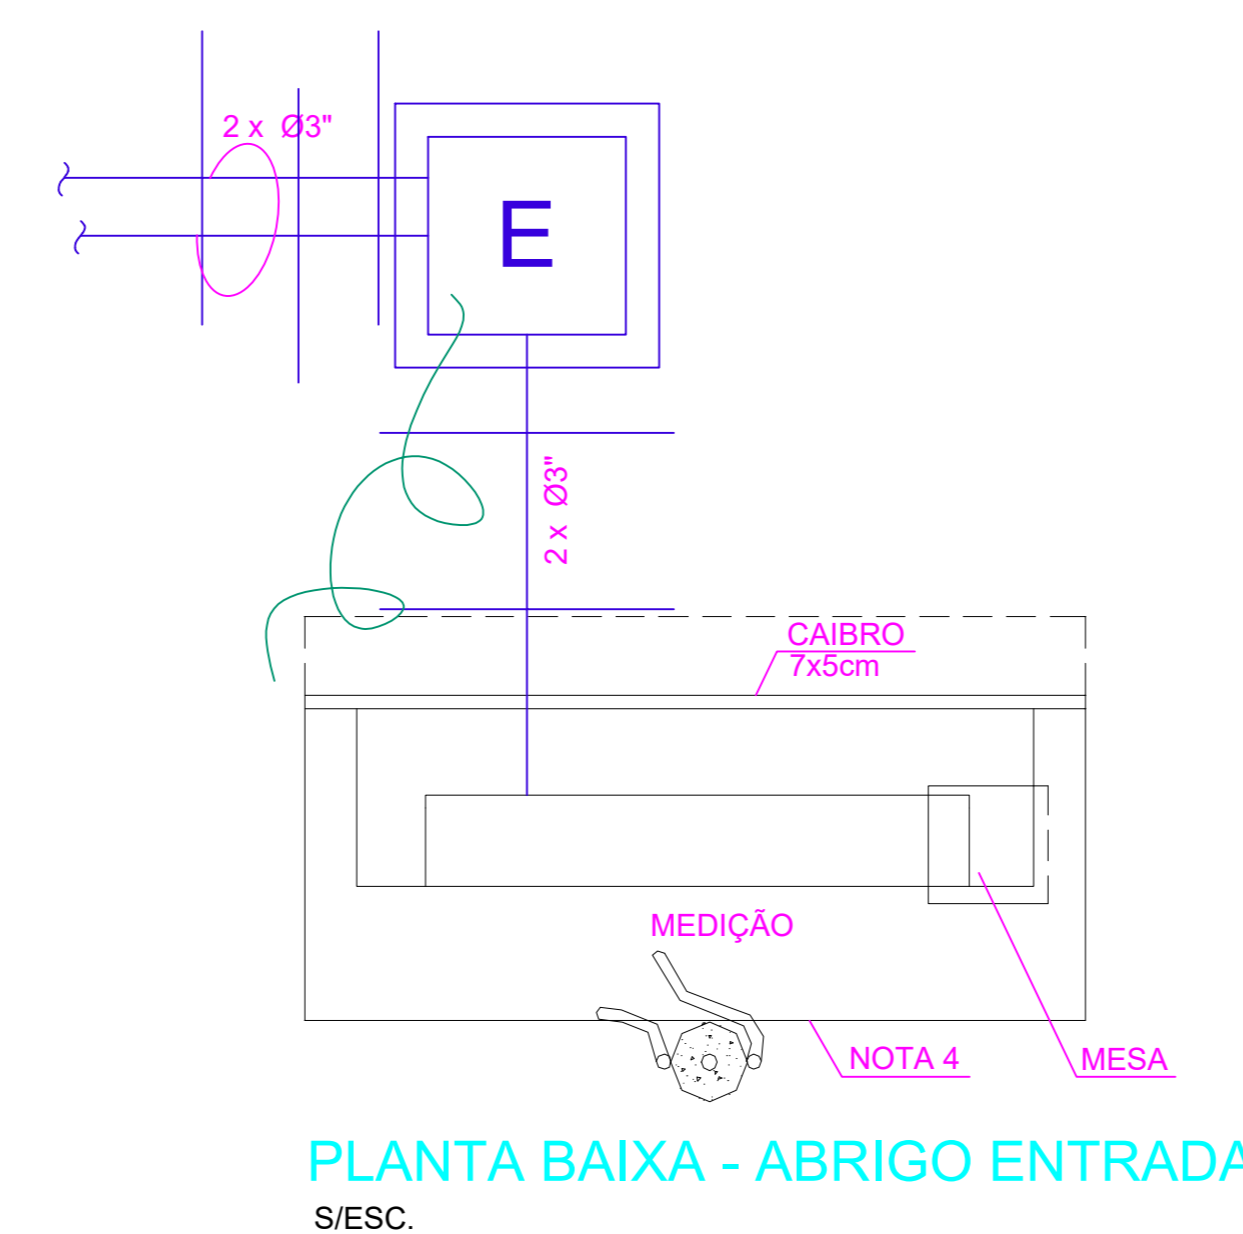 2 x Ø3"
E
2 x Ø3"
CAIBRO
7x5cm
MEDIÇÃO
NOTA 4
MESA
PLANTA BAIXA - ABRIGO ENTRADA
S/ESC.